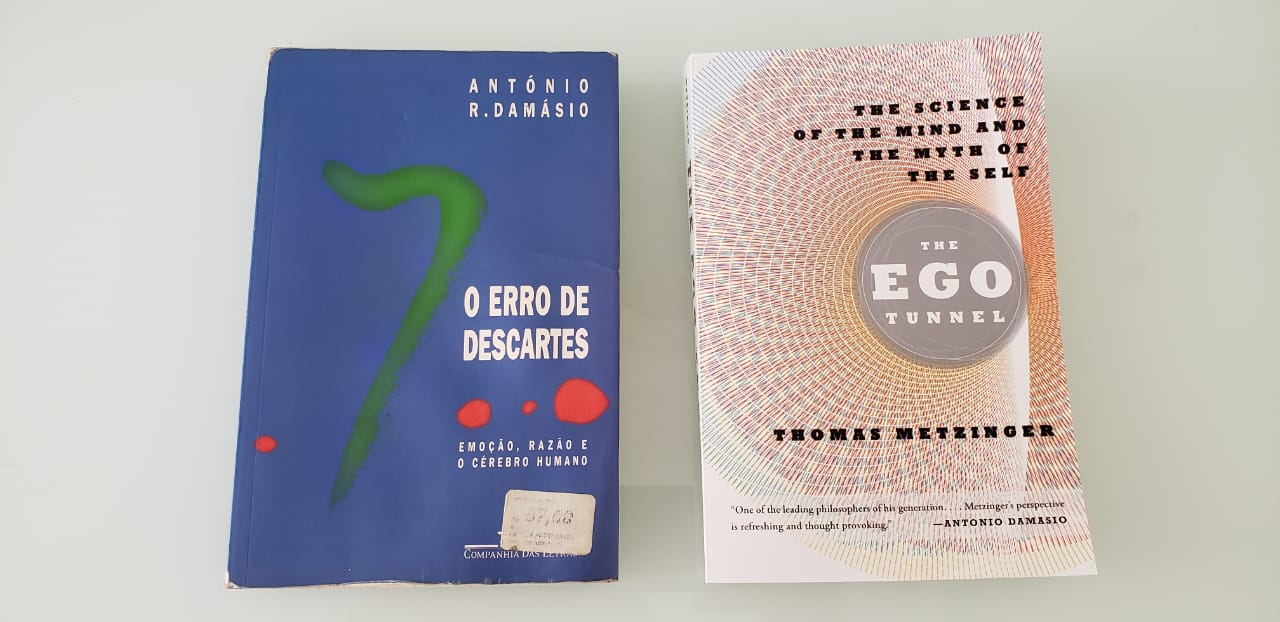 ANTÓNIO
R.DAMÁSIO
O ERRO DE
DESCARTES
EMOÇÃO, RAZÃO E
O CÉREBRO HUMANO
COMPANHIA DAS LETRAS
THE SCIENCE
OF THE MIND AND
THE MYTH OF
THE SELF
THE
EGO
TUNNEL
THOMAS METZINGER
“One of the leading philosophers of his generation. . . . Metzinger’s perspective
is refreshing and thought provoking.” —ANTONIO DAMASIO